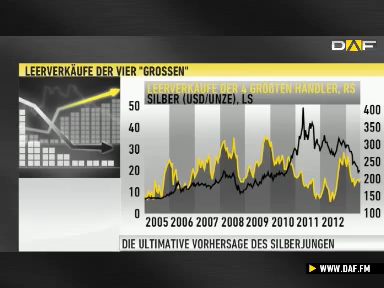 DAF
LEERVERKÄUFE DER VIER "GROSSEN"
LEERVERKÄUFE DER 4 GRÖßTEN HÄNDLER, RS
SILBER (USD/UNZE), LS
50
40
30
20
10
0
400
350
300
250
200
150
100
2005 2006 2007 2008 2009 2010 2011 2012
DIE ULTIMATIVE VORHERSAGE DES SILBERJUNGEN
WWW.DAF.FM